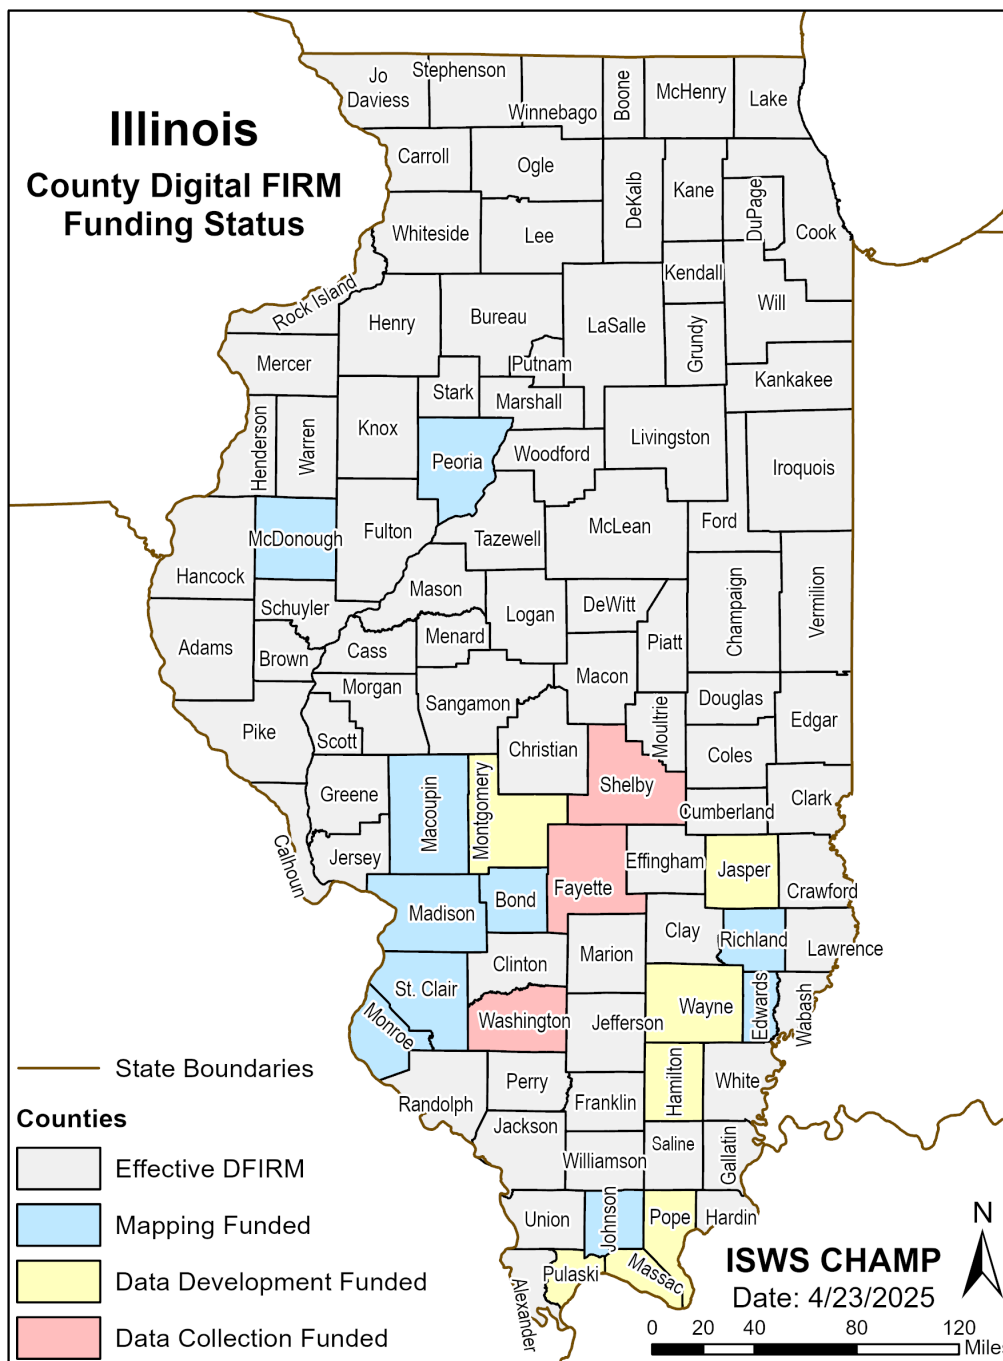 Illinois
County Digital FIRM
Funding Status
Jo
Daviess
Stephenson
Winnebago
Boone
McHenry
Lake
Carroll
Ogle
DeKalb
Kane
DuPage
Cook
Whiteside
Lee
Kendall
Will
Rock Island
Henry
Bureau
LaSalle
Grundy
Mercer
Putnam
Kankakee
Stark
Marshall
Henderson
Warren
Knox
Peoria
Woodford
Livingston
Iroquois
McDonough
Fulton
Tazewell
McLean
Ford
Hancock
Schuyler
Mason
Logan
DeWitt
Champaign
Vermilion
Adams
Brown
Cass
Menard
Piatt
Macon
Morgan
Sangamon
Douglas
Edgar
Pike
Scott
Christian
Moultrie
Coles
Greene
Macoupin
Montgomery
Shelby
Cumberland
Clark
Calhoun
Jersey
Fayette
Effingham
Jasper
Crawford
Madison
Bond
Clay
Richland
Lawrence
Marion
Clinton
St. Clair
Monroe
Washington
Jefferson
Wayne
Edwards
Wabash
Randolph
Perry
Franklin
Hamilton
White
Jackson
Williamson
Saline
Gallatin
Union
Johnson
Pope
Hardin
Alexander
Pulaski
Massac
State Boundaries
Counties
Effective DFIRM
Mapping Funded
Data Development Funded
Data Collection Funded
N
ISWS CHAMP
Date: 4/23/2025
0 20 40 80 120
Mile